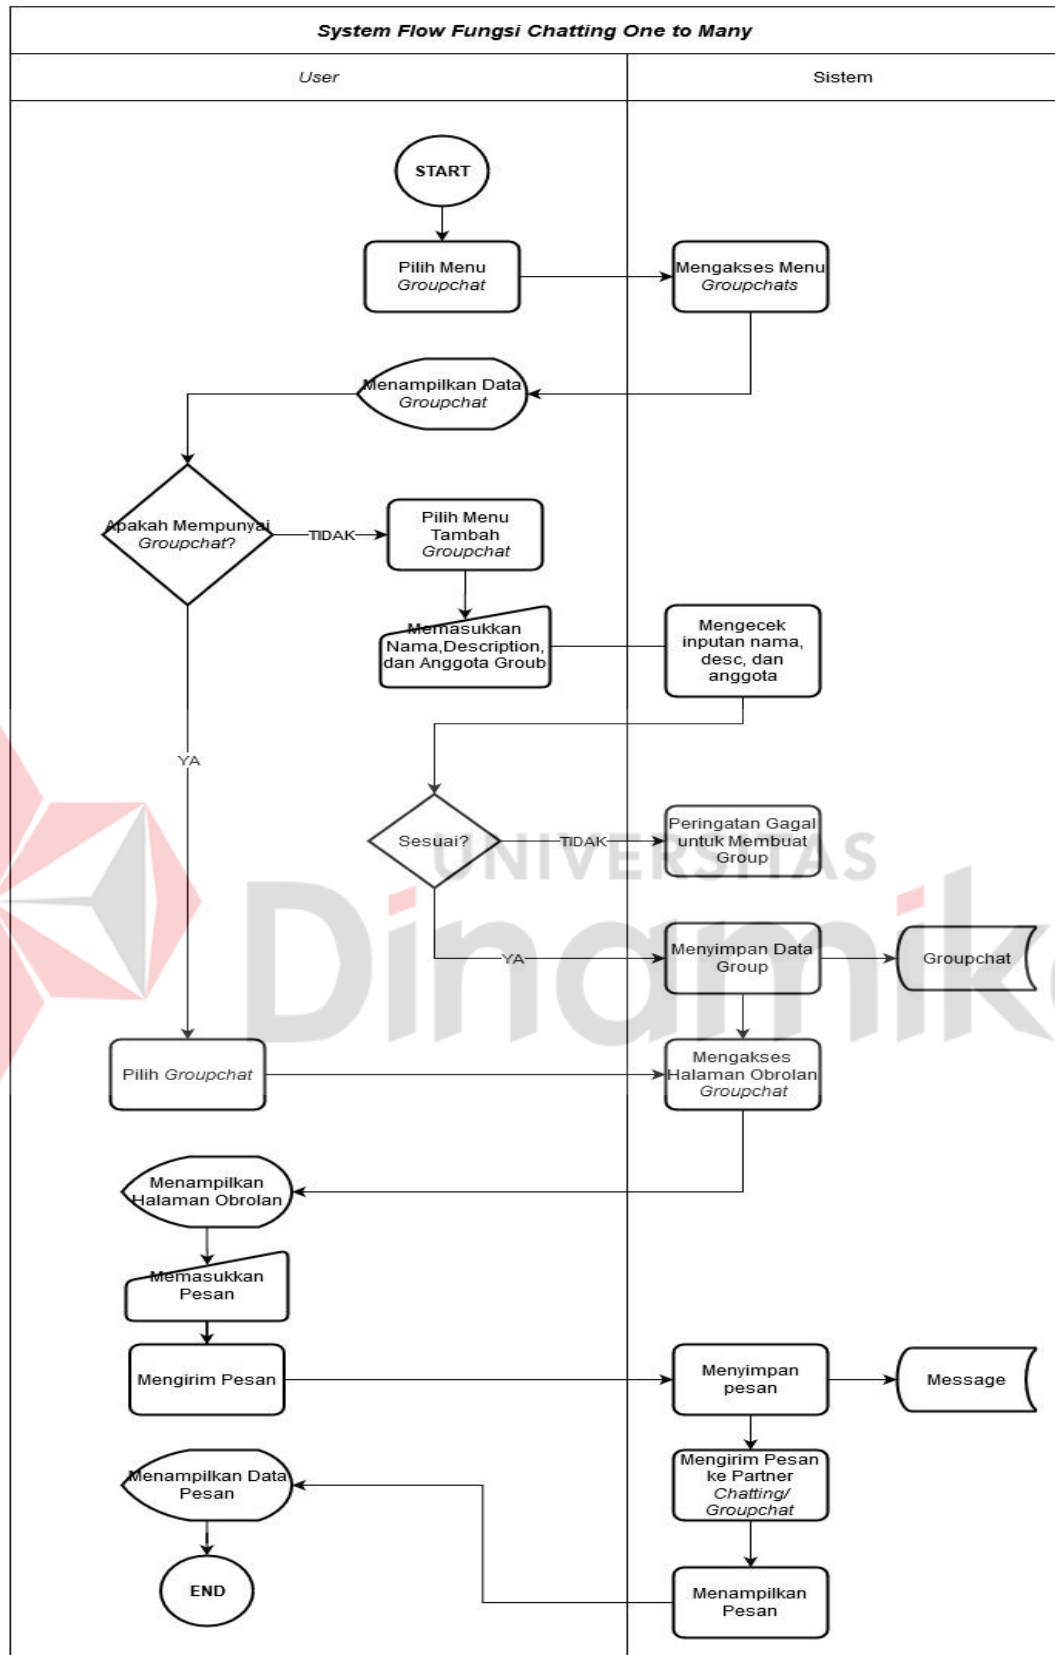 System Flow Fungsi Chatting One to Many
User
Sistem
START
Pilih Menu
Groupchat
Mengakses Menu
Groupchats
Menampilkan Data
Groupchat
Apakah Mempunyai
Groupchat?
TIDAK
Pilih Menu
Tambah
Groupchat
Memasukkan
Nama,Description,
dan Anggota Groub
Mengecek
inputan nama,
desc, dan
anggota
YA
Sesuai?
TIDAK
Peringatan Gagal
untuk Membuat
Group
UNIVERSITAS
Dinamika
YA
Menyimpan Data
Group
Groupchat
Pilih Groupchat
Mengakses
Halaman Obrolan
Groupchat
Menampilkan
Halaman Obrolan
Memasukkan
Pesan
Mengirim Pesan
Menyimpan
pesan
Message
Mengirim Pesan
ke Partner
Chatting/
Groupchat
Menampilkan Data
Pesan
END
Menampilkan
Pesan